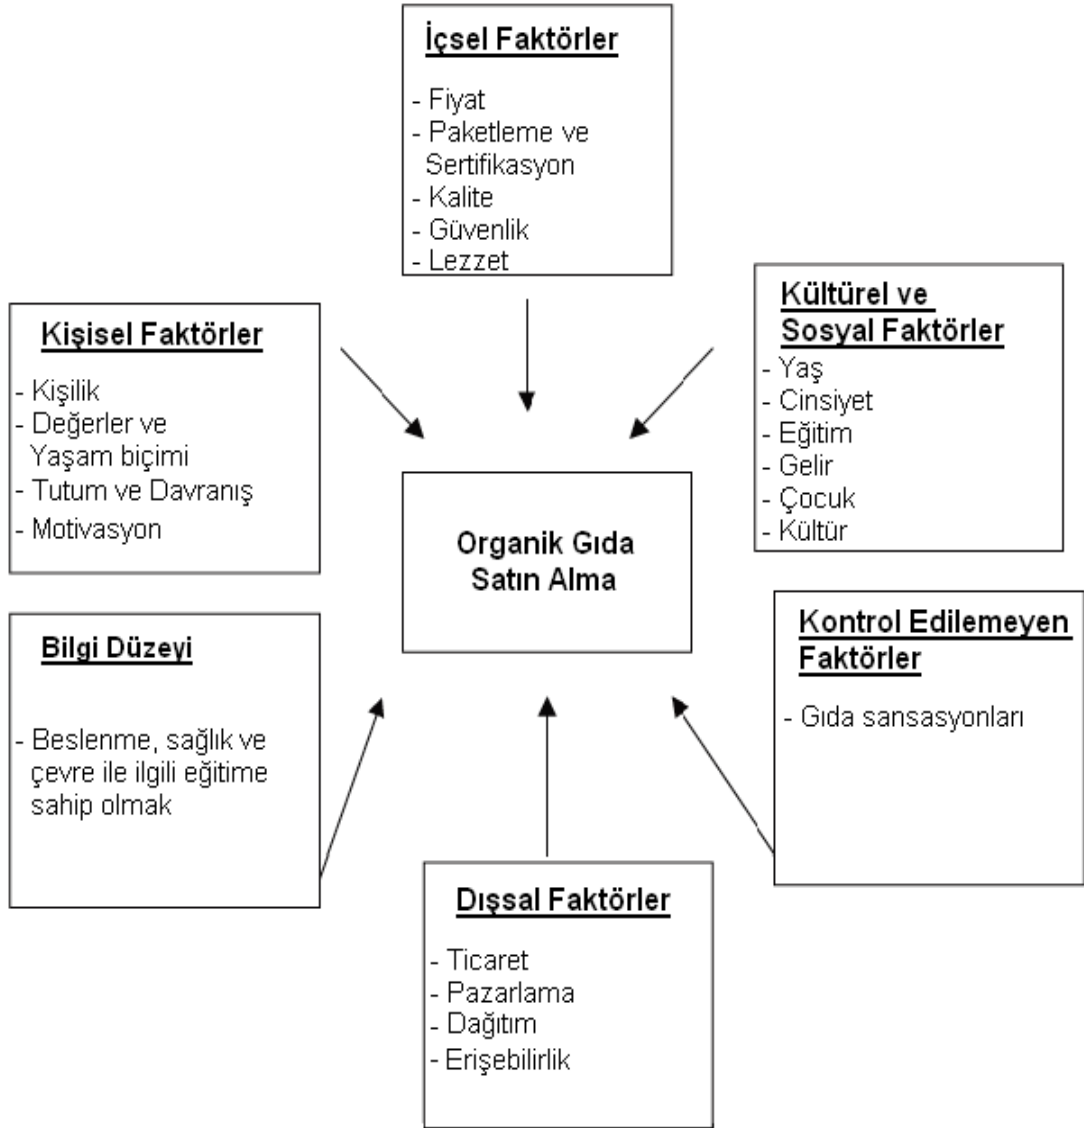 İçsel Faktörler
- Fiyat
- Paketleme ve
Sertifikasyon
- Kalite
- Güvenlik
- Lezzet
Kişisel Faktörler
- Kişilik
- Değerler ve
Yaşam biçimi
- Tutum ve Davranış
- Motivasyon
Kültürel ve
Sosyal Faktörler
- Yaş
- Cinsiyet
- Eğitim
- Gelir
- Çocuk
- Kültür
Organik Gıda
Satın Alma
Bilgi Düzeyi
- Beslenme, sağlık ve
çevre ile ilgili eğitime
sahip olmak
Kontrol Edilemeyen
Faktörler
- Gıda sansasyonları
Dışsal Faktörler
- Ticaret
- Pazarlama
- Dağıtım
- Erişebilirlik